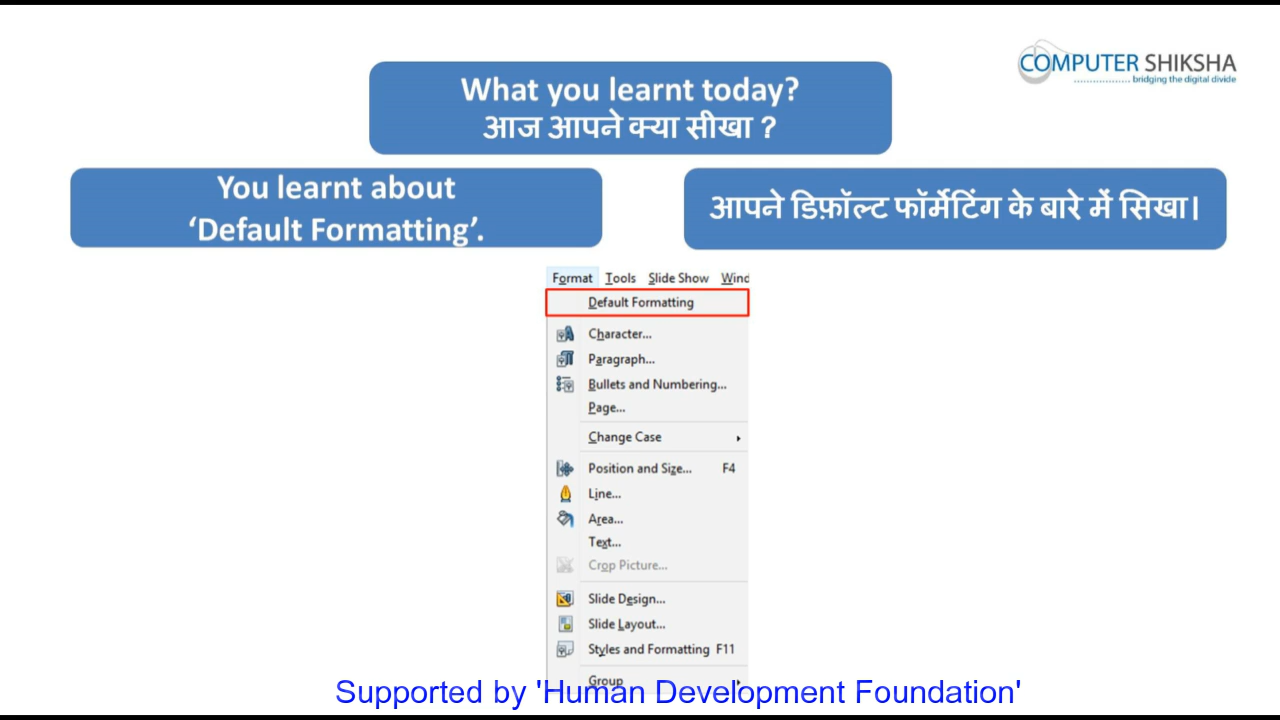 COMPUTER SHIKSHA
bridging the digital divide
What you learnt today?
आज आपने क्या सीखा ?
You learnt about
‘Default Formatting’.
आपने डिफ़ॉल्ट फॉर्मेटिंग के बारे में सिखा।
Format Tools Slide Show Wind
Default Formatting
Character...
Paragraph...
Bullets and Numbering...
Page...
Change Case
Position and Size... F4
Line...
Area...
Text...
Crop Picture...
Slide Design...
Slide Layout...
Styles and Formatting F11
Group
Supported by 'Human Development Foundation'